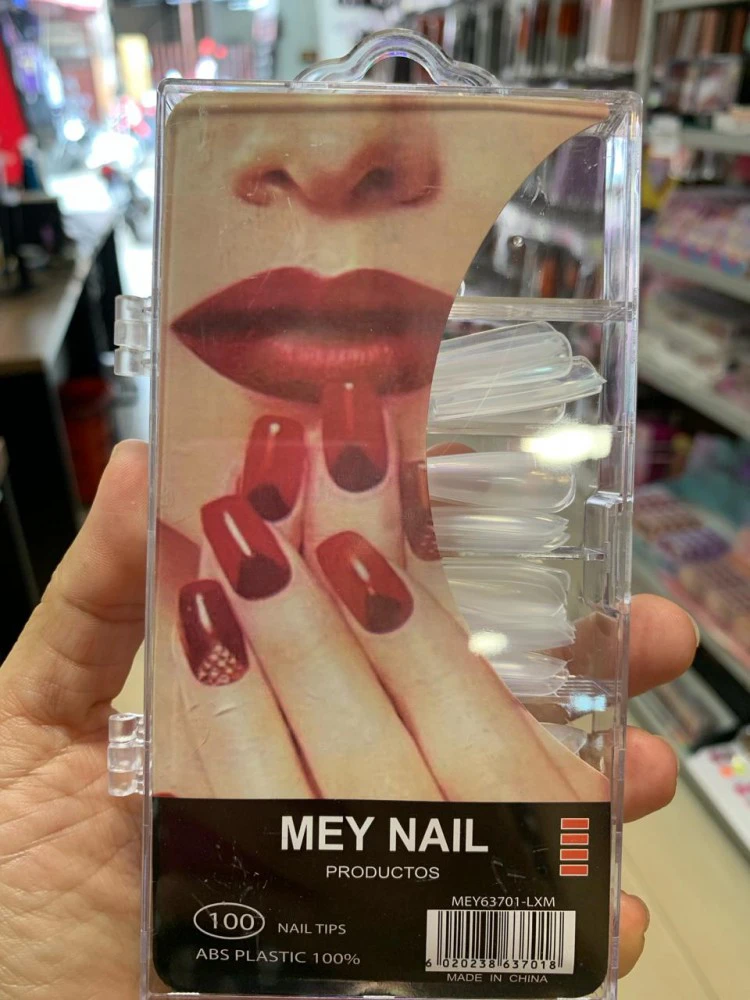 MEY NAIL
PRODUCTOS
MEY63701-LXM
100 NAIL TIPS
ABS PLASTIC 100%
6 020238 637018
MADE IN CHINA